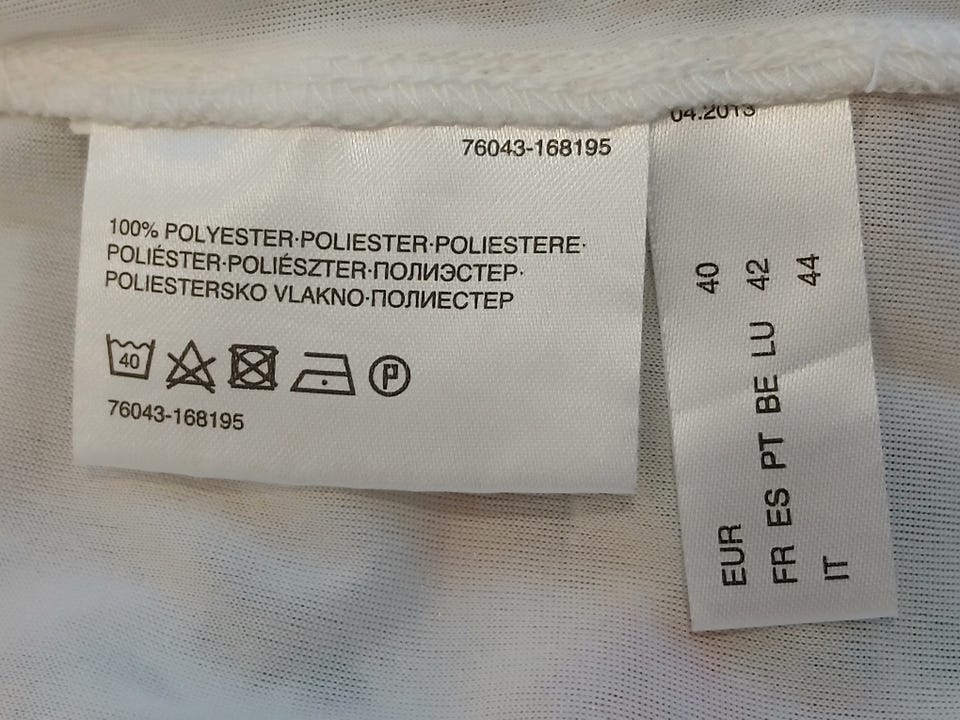 76043-168195
100% POLYESTER·POLIESTER·POLIESTERE·
POLIÉSTER·POLIÉSZTER·ПОЛИЭСТЕР·
POLIESTERSKO VLAKNO·ПОЛИЕСТЕР
40
P
76043-168195
04.2013
EUR 40
FR ES PT BE LU 42
IT 44